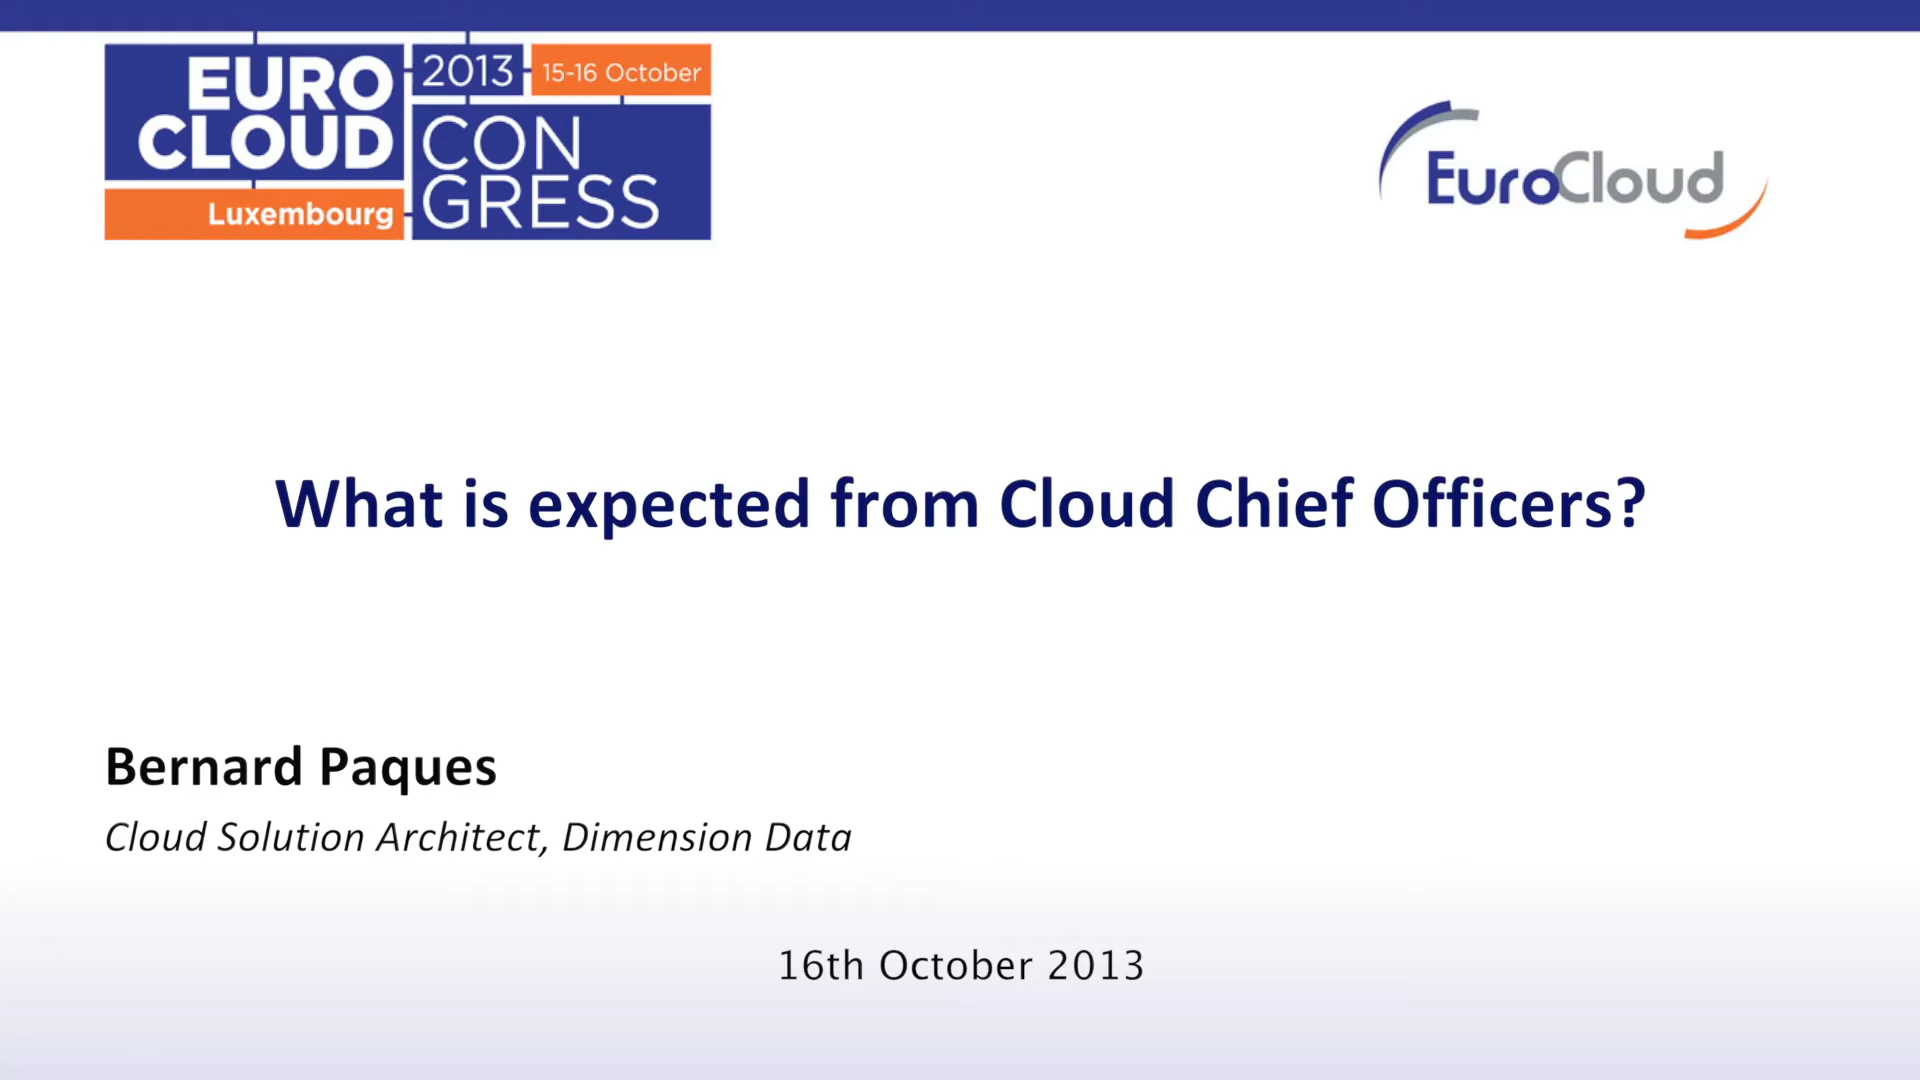 EURO
CLOUD
Luxembourg
2013
15-16 October
CON
GRESS
EuroCloud
What is expected from Cloud Chief Officers?
Bernard Paques
Cloud Solution Architect, Dimension Data
16th October 2013